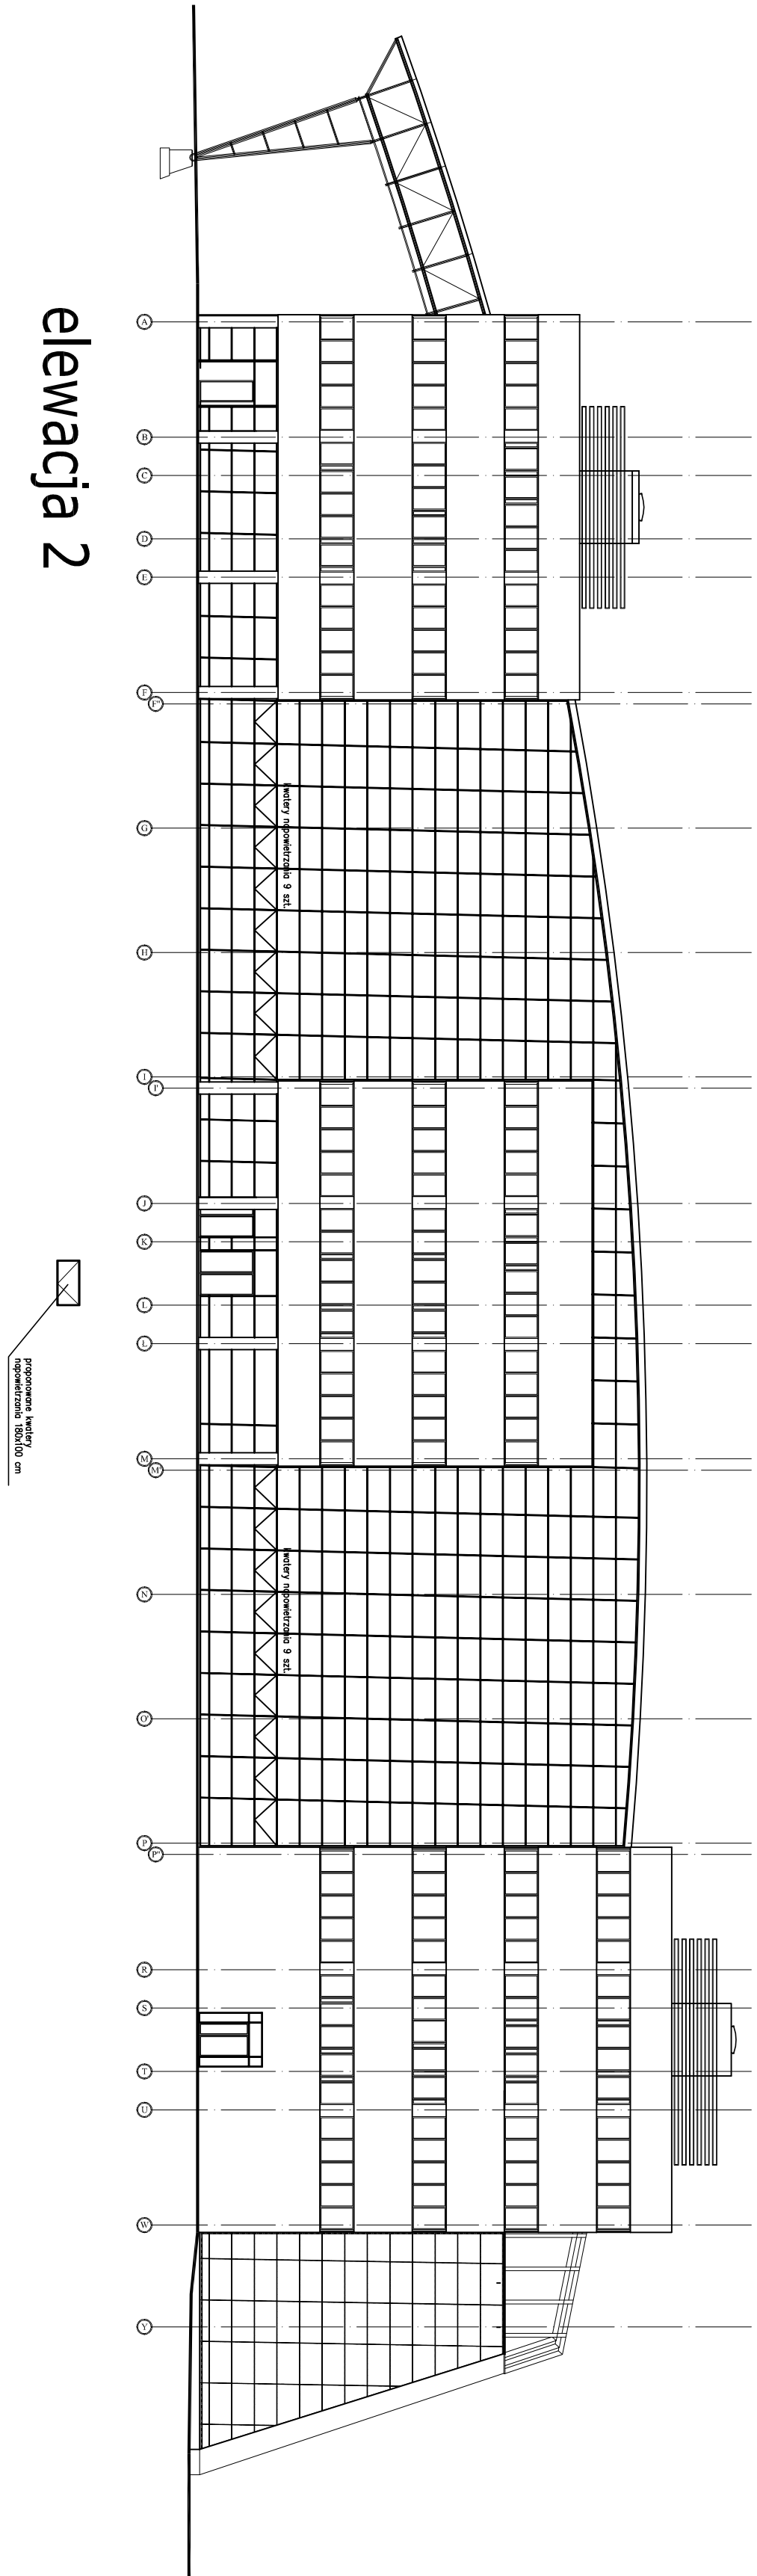 A
B
C
D
E
F
F''
G
H
I
I'
J
K
L
Ł
M
M'
N
O'
P
P''
R
S
T
U
W
Y
kwatery napowietrzania 9 szt.
kwatery napowietrzania 9 szt.
elewacja 2
proponowane kwatery
napowietrzania 180x100 cm